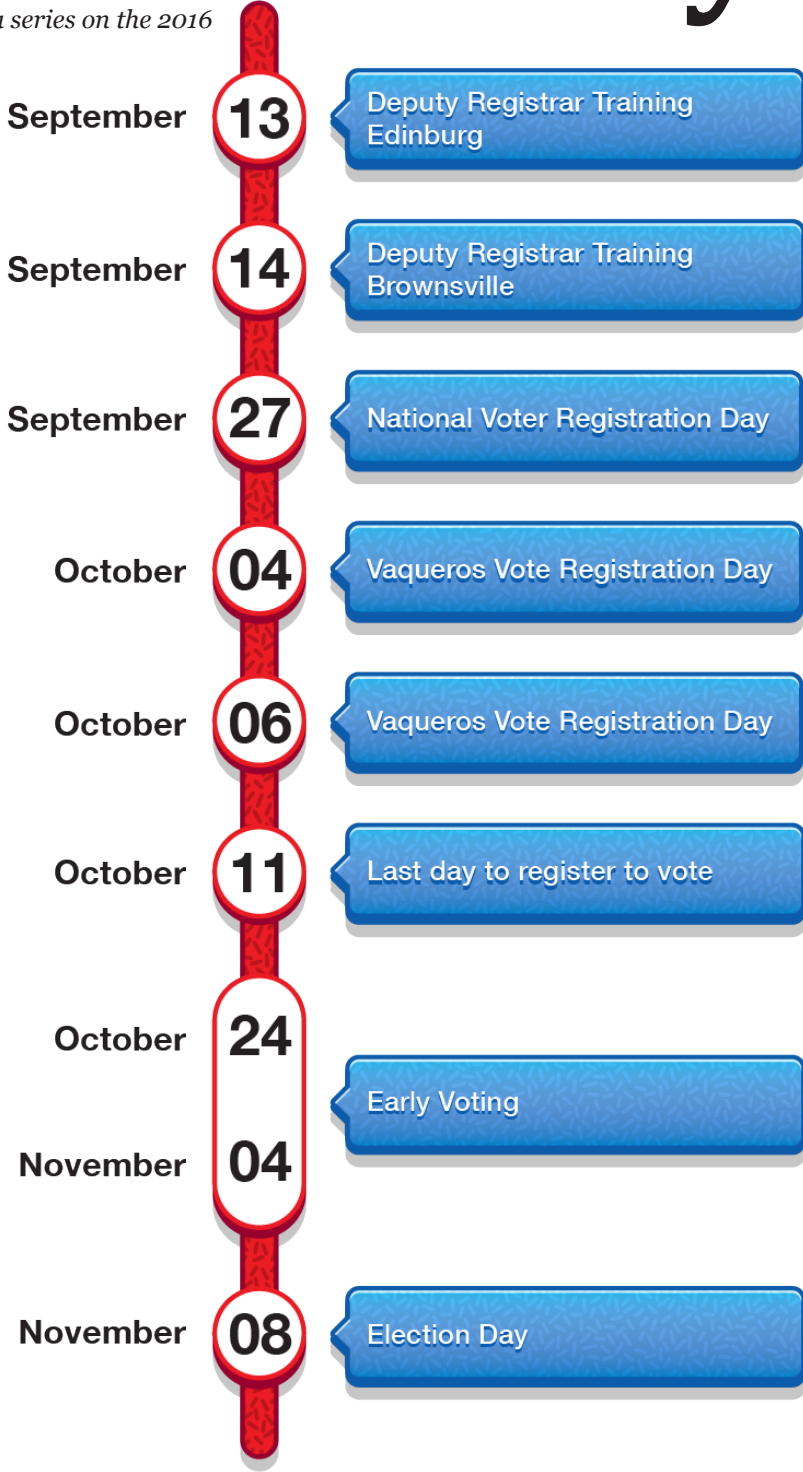 series on the 2016
September 13 Deputy Registrar Training
Edinburg
September 14 Deputy Registrar Training
Brownsville
September 27 National Voter Registration Day
October 04 Vaqueros Vote Registration Day
October 06 Vaqueros Vote Registration Day
October 11 Last day to register to vote
October 24
Early Voting
November 04
November 08 Election Day